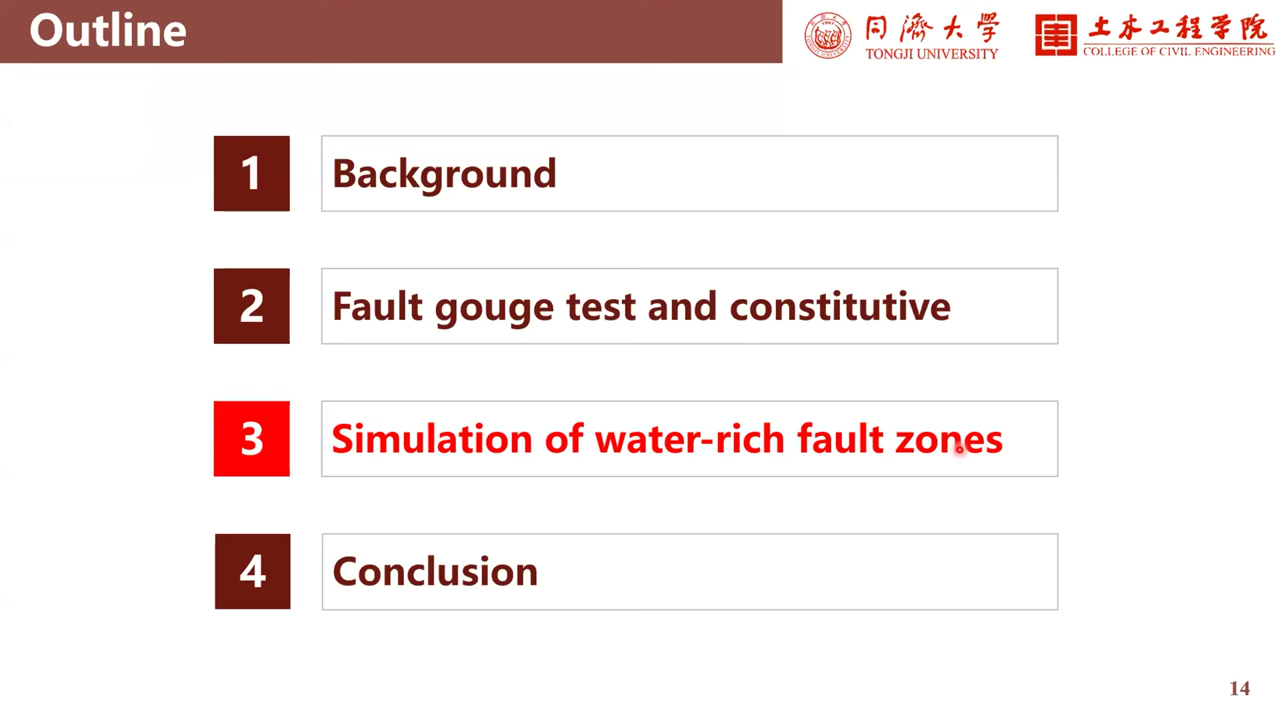 Outline
同濟大学
TONGJI UNIVERSITY
土木工程学院
COLLEGE OF CIVIL ENGINEERING
1
Background
2
Fault gouge test and constitutive
3
Simulation of water-rich fault zones
4
Conclusion
14